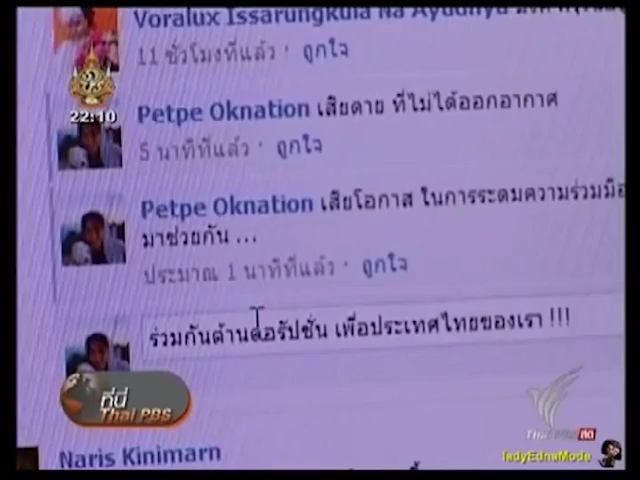 Voralux Issarungkula Na Ayudhya
11 ชั่วโมงที่แล้ว · ถูกใจ
22:10
Petpe Oknation เสียดาย ที่ไม่ได้ออกอากาศ
5 นาทีที่แล้ว · ถูกใจ
Petpe Oknation เสียโอกาส ในการระดมความร่วมมือ
มาช่วยกัน ...
ประมาณ 1 นาทีที่แล้ว · ถูกใจ
ร่วมกันต้านคอรัปชั่น เพื่อประเทศไทยของเรา !!!
ที่นี่
Thai PBS
Thai PBS สด
ladyEdnaMode
Naris Kinimarn